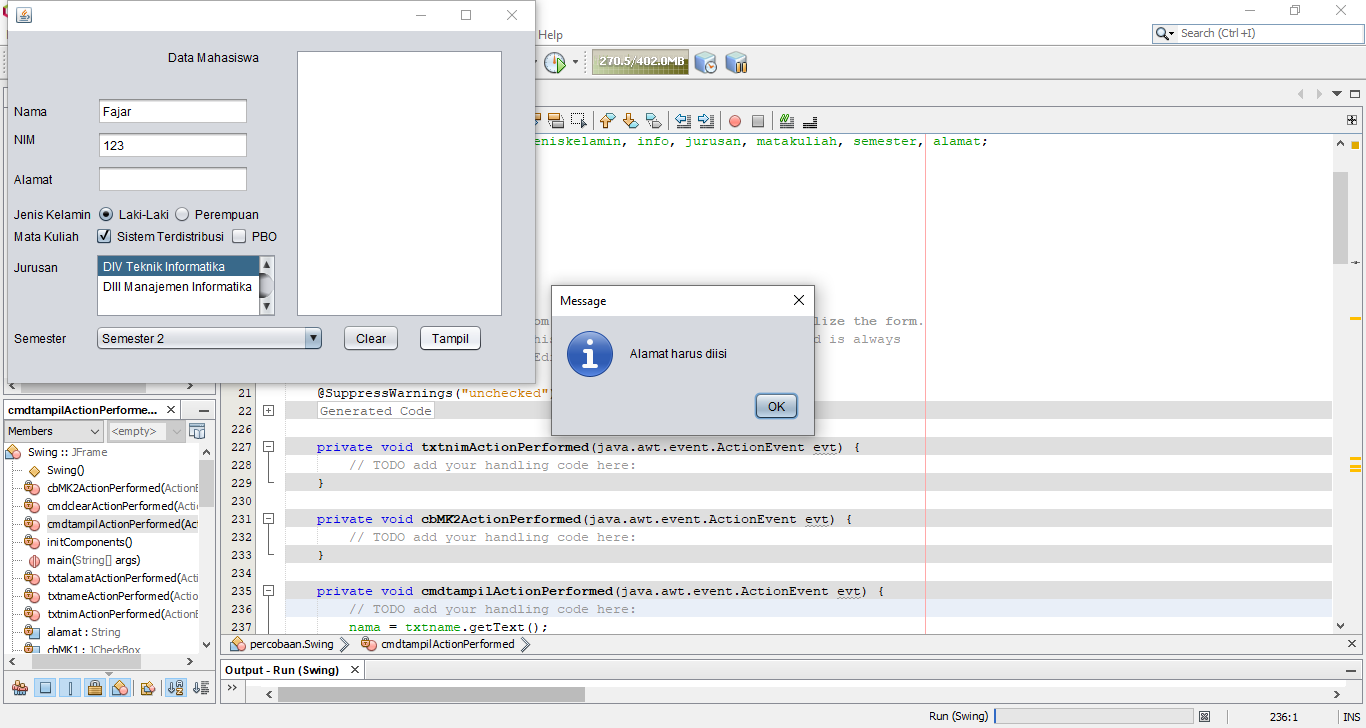 Help
Search (Ctrl+I)
270.5/402.0MB
Data Mahasiswa
Nama
Fajar
NIM
123
Alamat
Jenis Kelamin
Laki-Laki
Perempuan
Mata Kuliah
Sistem Terdistribusi
PBO
Jurusan
DIV Teknik Informatika
DIII Manajemen Informatika
Semester
Semester 2
Clear
Tampil
Message
Alamat harus diisi
OK
eniskelamin, info, jurusan, matakuliah, semester, alamat;
lize the form.
d is always
21 @SuppressWarnings("unchecked")
22 Generated Code
226
227 private void txtnimActionPerformed(java.awt.event.ActionEvent evt) {
228 // TODO add your handling code here:
229 }
230
231 private void cbMK2ActionPerformed(java.awt.event.ActionEvent evt) {
232 // TODO add your handling code here:
233 }
234
235 private void cmdtampilActionPerformed(java.awt.event.ActionEvent evt) {
236 // TODO add your handling code here:
237 nama = txtname.getText();
cmdtampilActionPerforme...
Members
<empty>
Swing :: JFrame
Swing()
cbMK2ActionPerformed(ActionE
cmdclearActionPerformed(Actio
cmdtampilActionPerformed(Act
initComponents()
main(String[] args)
txtalamatActionPerformed(Acti
txtnameActionPerformed(Action
txtnimActionPerformed(ActionE
alamat : String
cbMK1 : JCheckBox
percobaan.Swing
cmdtampilActionPerformed
Output - Run (Swing)
Run (Swing)
236:1
INS